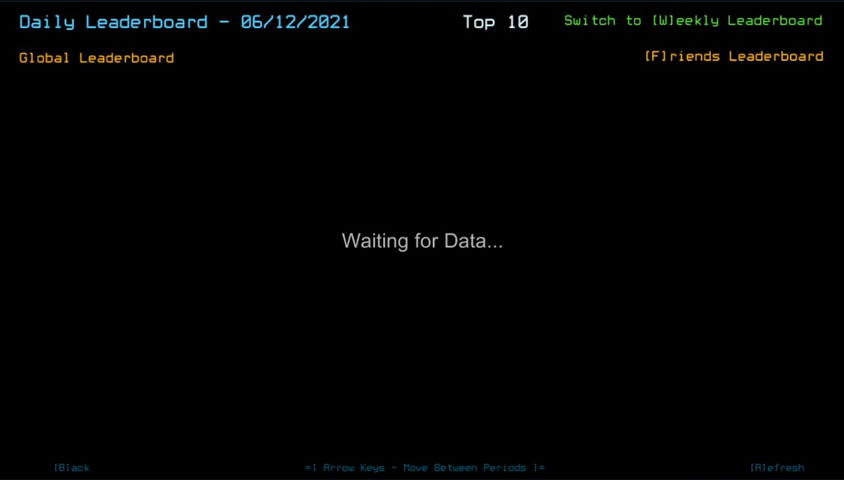 Daily Leaderboard - 06/12/2021 Top 10 Switch to [W]eekly Leaderboard
Global Leaderboard [F]riends Leaderboard
Waiting for Data...
[B]ack =[ Arrow Keys - Move Between Periods ]= [R]efresh